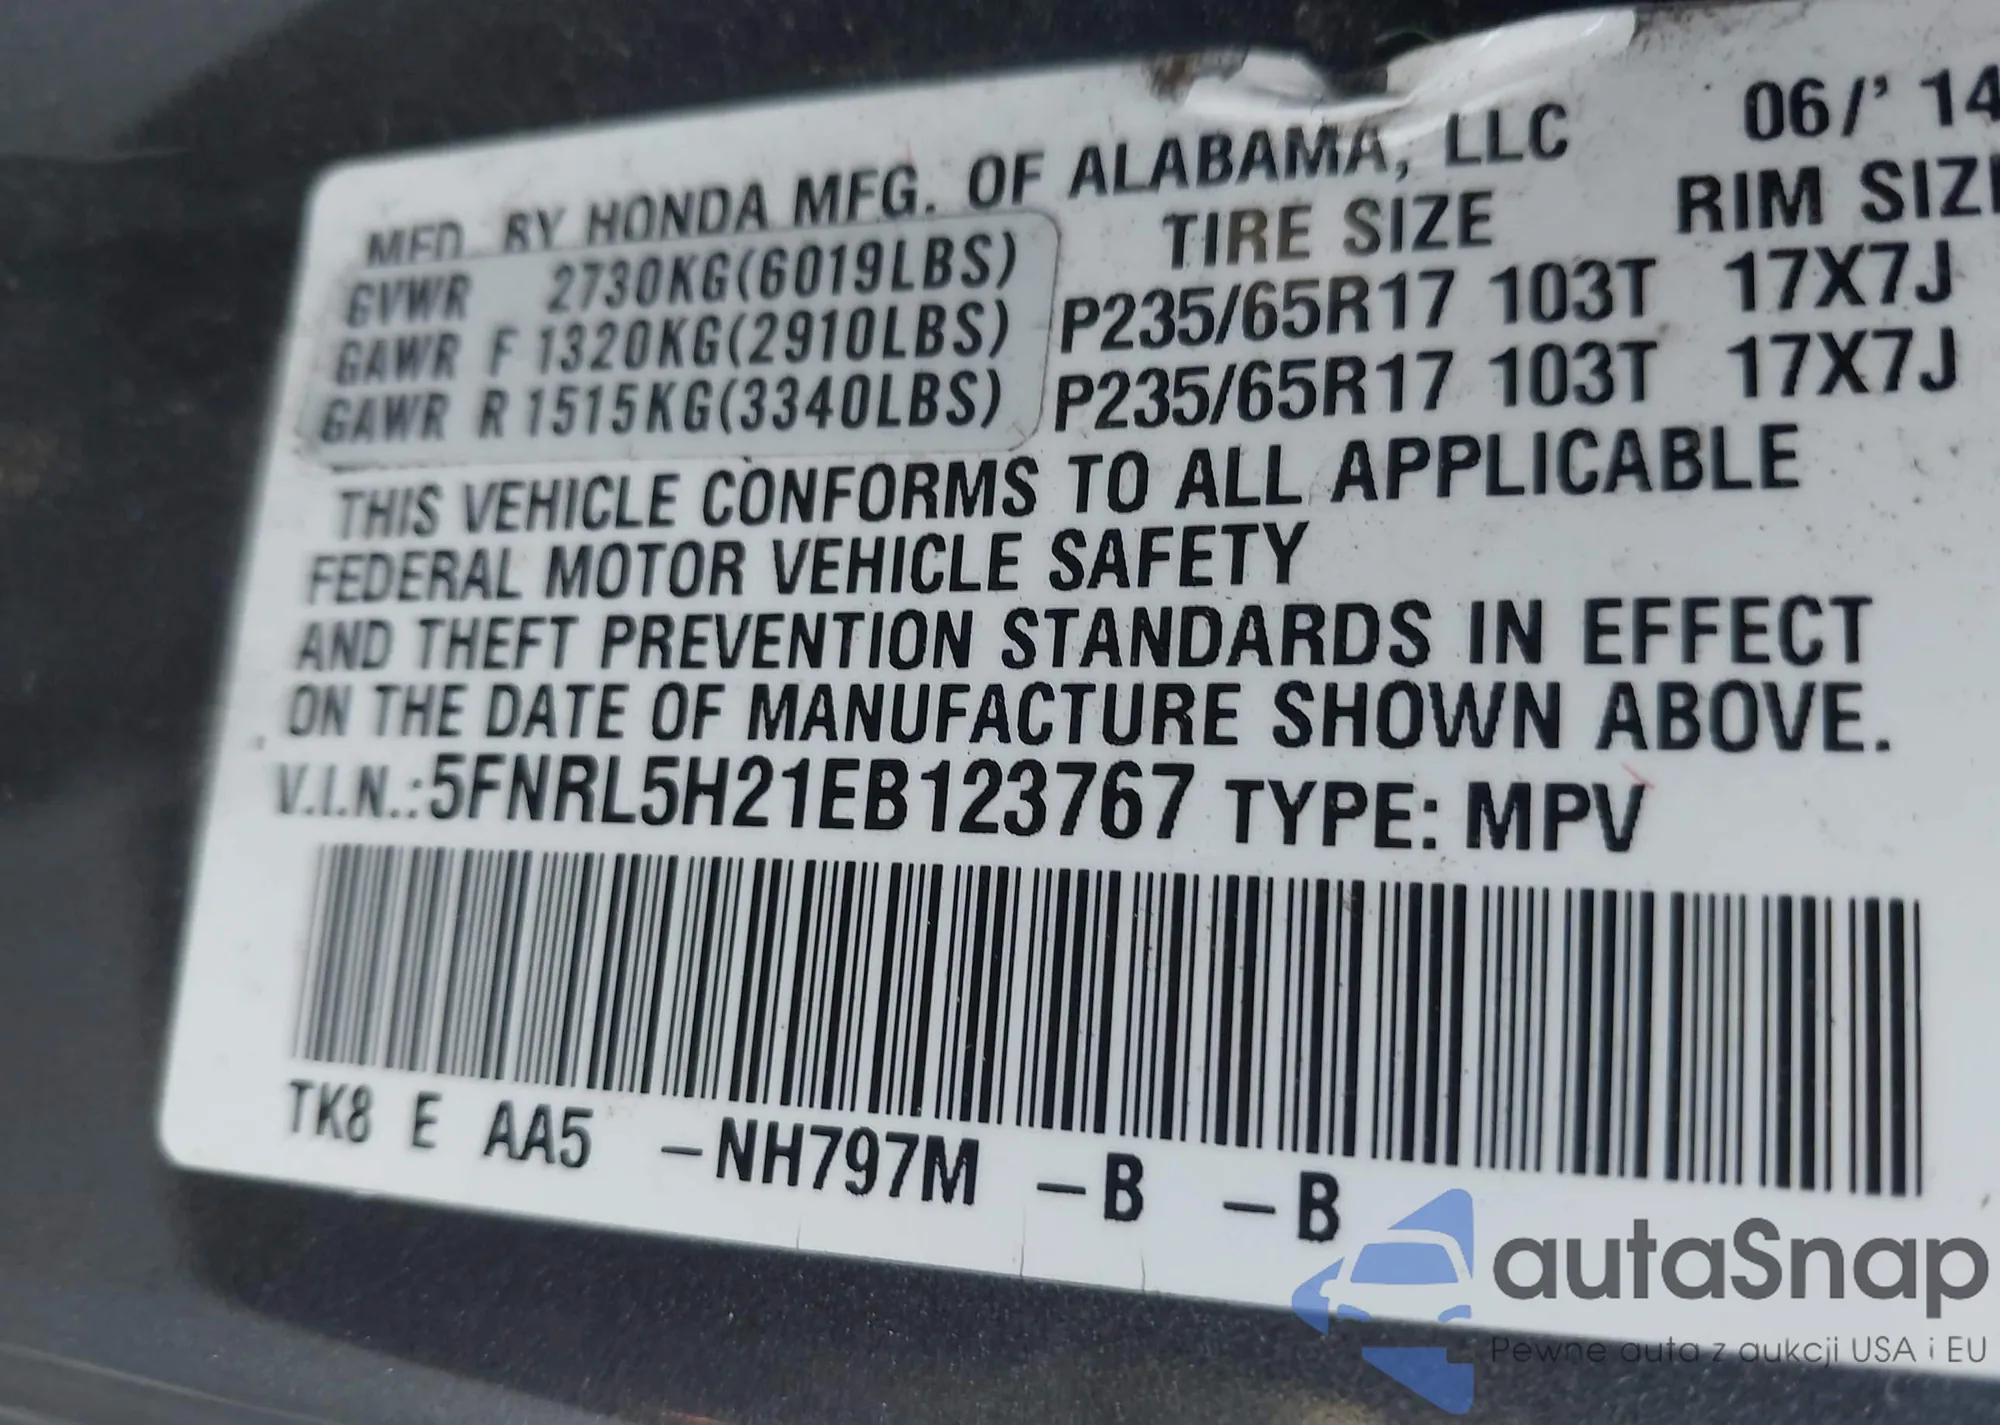 MFD. BY HONDA MFG. OF ALABAMA, LLC 06/' 14
TIRE SIZE RIM SIZE
GVWR 2730KG(6019LBS)
GAWR F 1320KG(2910LBS) P235/65R17 103T 17X7J
GAWR R 1515KG(3340LBS) P235/65R17 103T 17X7J
THIS VEHICLE CONFORMS TO ALL APPLICABLE
FEDERAL MOTOR VEHICLE SAFETY
AND THEFT PREVENTION STANDARDS IN EFFECT
ON THE DATE OF MANUFACTURE SHOWN ABOVE.
V.I.N.:5FNRL5H21EB123767 TYPE: MPV
TK8 E AA5 –NH797M –B –B
autaSnap
Pewne auta z aukcji USA i EU